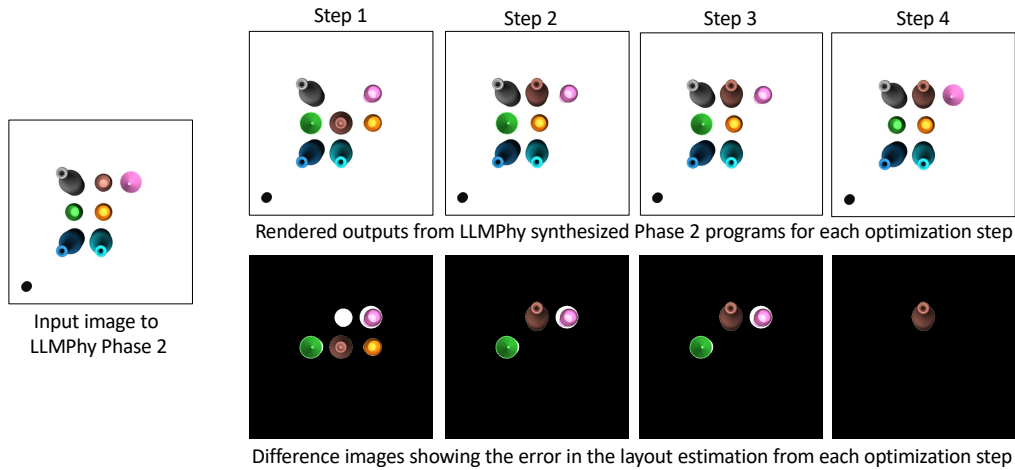 Step 1
Step 2
Step 3
Step 4
Rendered outputs from LLMPhy synthesized Phase 2 programs for each optimization step
Input image to
LLMPhy Phase 2
Difference images showing the error in the layout estimation from each optimization step